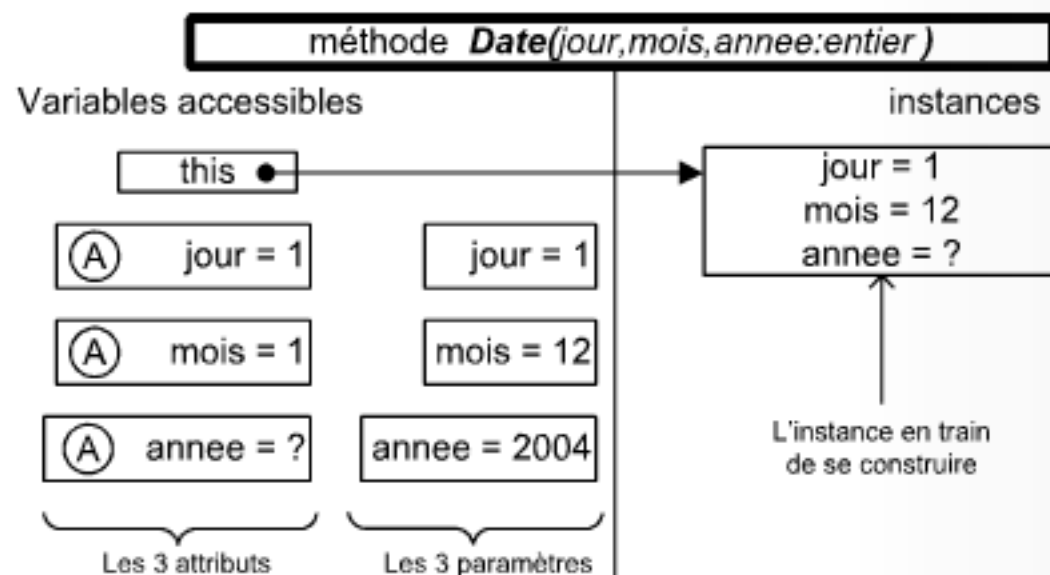 méthode Date(jour,mois,annee:entier )
Variables accessibles
instances
this
jour = 1
mois = 12
annee = ?
A jour = 1
jour = 1
A mois = 1
mois = 12
A annee = ?
annee = 2004
L'instance en train
de se construire
Les 3 attributs
Les 3 paramètres